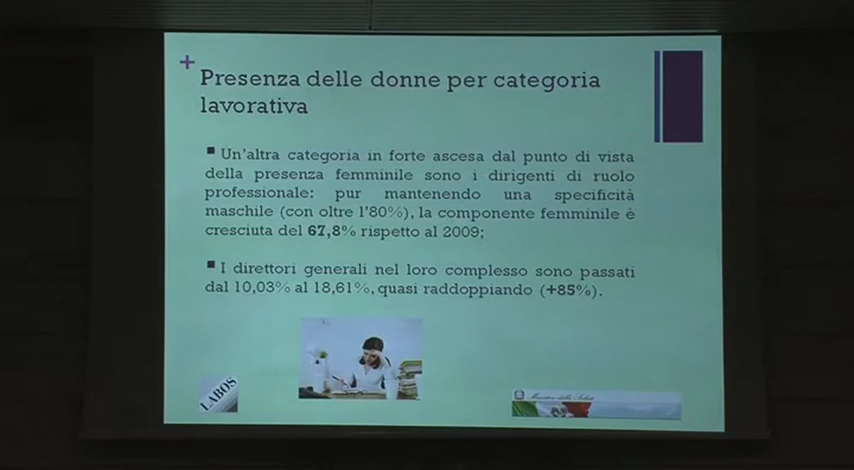 +
Presenza delle donne per categoria
lavorativa
▪ Un'altra categoria in forte ascesa dal punto di vista
della presenza femminile sono i dirigenti di ruolo
professionale: pur mantenendo una specificità
maschile (con oltre l'80%), la componente femminile è
cresciuta del 67,8% rispetto al 2009;
▪ I direttori generali nel loro complesso sono passati
dal 10,03% al 18,61%, quasi raddoppiando (+85%).
LABOS
Ministero della Salute